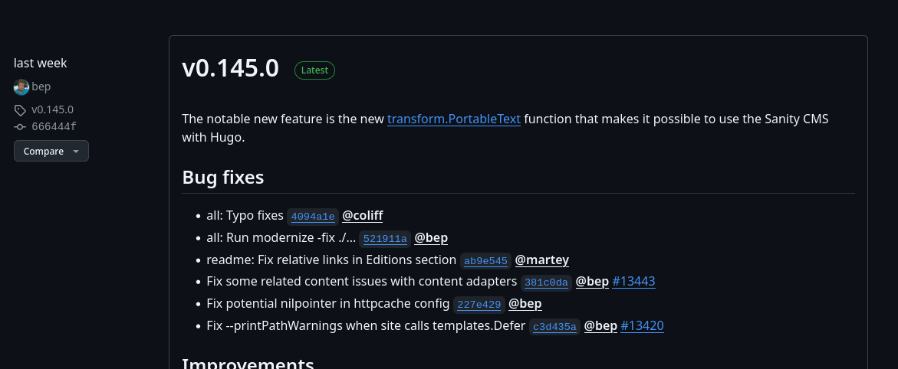 last week
bep
v0.145.0
666444f
Compare
v0.145.0 Latest
The notable new feature is the new transform.PortableText function that makes it possible to use the Sanity CMS
with Hugo.
Bug fixes
• all: Typo fixes 4094a1e @coliff
• all: Run modernize -fix ./... 521911a @bep
• readme: Fix relative links in Editions section ab9e545 @martey
• Fix some related content issues with content adapters 381c0da @bep #13443
• Fix potential nilpointer in httpcache config 227e429 @bep
• Fix --printPathWarnings when site calls templates.Defer c3d435a @bep #13420
Improvements